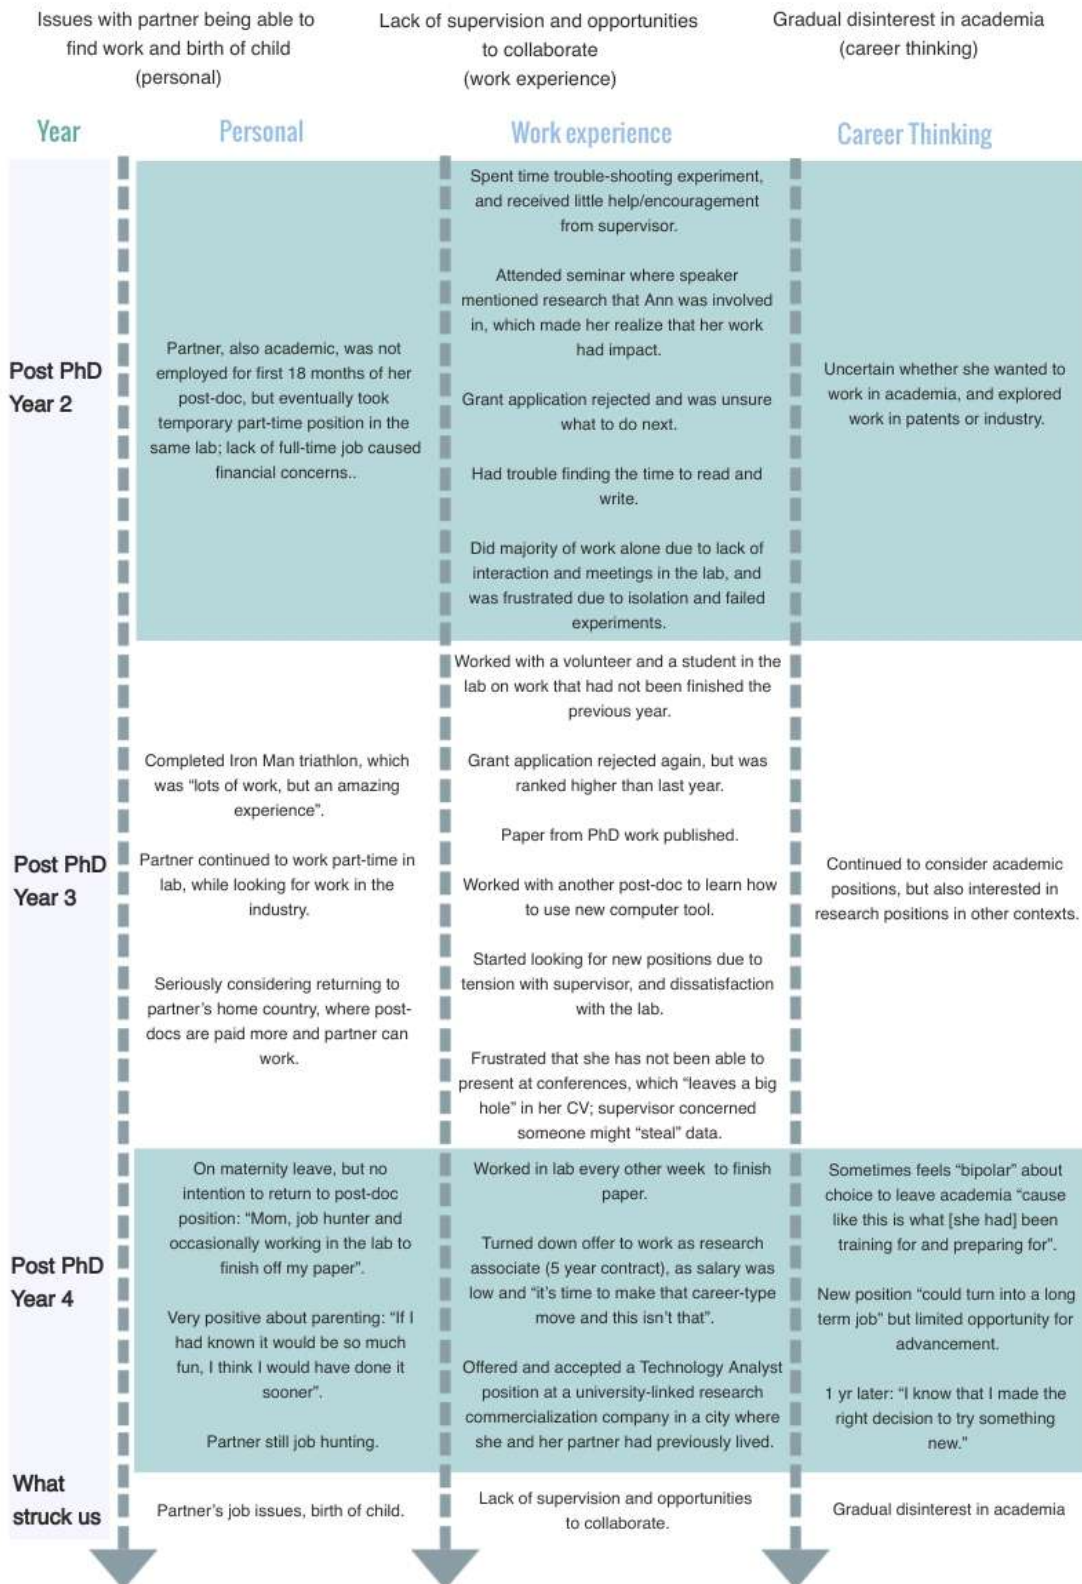 Issues with partner being able to
find work and birth of child
(personal)
Lack of supervision and opportunities
to collaborate
(work experience)
Gradual disinterest in academia
(career thinking)
Year
Personal
Work experience
Career Thinking
Post PhD
Year 2
Partner, also academic, was not
employed for first 18 months of her
post-doc, but eventually took
temporary part-time position in the
same lab; lack of full-time job caused
financial concerns..
Spent time trouble-shooting experiment,
and received little help/encouragement
from supervisor.
Attended seminar where speaker
mentioned research that Ann was involved
in, which made her realize that her work
had impact.
Grant application rejected and was unsure
what to do next.
Had trouble finding the time to read and
write.
Did majority of work alone due to lack of
interaction and meetings in the lab, and
was frustrated due to isolation and failed
experiments.
Uncertain whether she wanted to
work in academia, and explored
work in patents or industry.
Post PhD
Year 3
Completed Iron Man triathlon, which
was “lots of work, but an amazing
experience”.
Partner continued to work part-time in
lab, while looking for work in the
industry.
Seriously considering returning to
partner’s home country, where post-
docs are paid more and partner can
work.
Worked with a volunteer and a student in the
lab on work that had not been finished the
previous year.
Grant application rejected again, but was
ranked higher than last year.
Paper from PhD work published.
Worked with another post-doc to learn how
to use new computer tool.
Started looking for new positions due to
tension with supervisor, and dissatisfaction
with the lab.
Frustrated that she has not been able to
present at conferences, which “leaves a big
hole” in her CV; supervisor concerned
someone might “steal” data.
Continued to consider academic
positions, but also interested in
research positions in other contexts.
Post PhD
Year 4
On maternity leave, but no
intention to return to post-doc
position: “Mom, job hunter and
occasionally working in the lab to
finish off my paper”.
Very positive about parenting: “If I
had known it would be so much
fun, I think I would have done it
sooner”.
Partner still job hunting.
Worked in lab every other week to finish
paper.
Turned down offer to work as research
associate (5 year contract), as salary was
low and “it’s time to make that career-type
move and this isn’t that”.
Offered and accepted a Technology Analyst
position at a university-linked research
commercialization company in a city where
she and her partner had previously lived.
Sometimes feels “bipolar” about
choice to leave academia “cause
like this is what [she had] been
training for and preparing for”.
New position “could turn into a long
term job” but limited opportunity for
advancement.
1 yr later: “I know that I made the
right decision to try something
new.”
What
struck us
Partner’s job issues, birth of child.
Lack of supervision and opportunities
to collaborate.
Gradual disinterest in academia